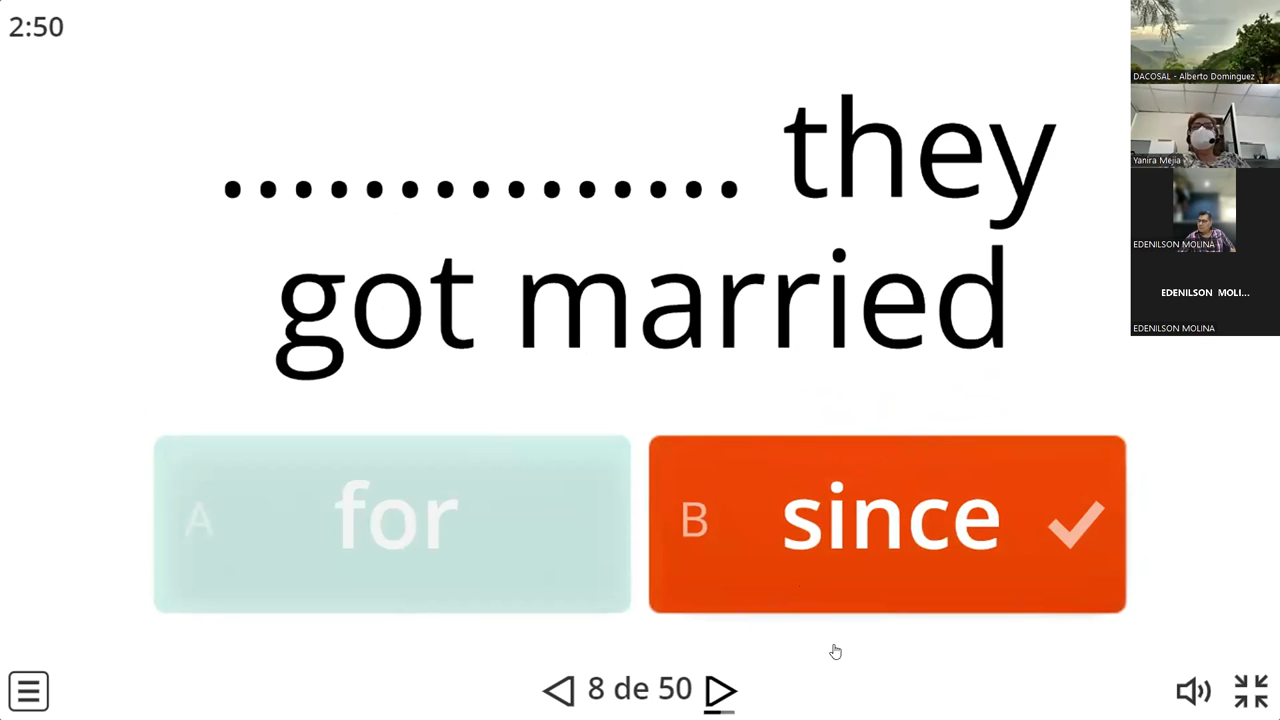 2:50
............... they
got married
A for
B since
8 de 50
DACOSAL - Alberto Dominguez
Yanira Mejia
EDENILSON MOLINA
EDENILSON MOLI...
EDENILSON MOLINA